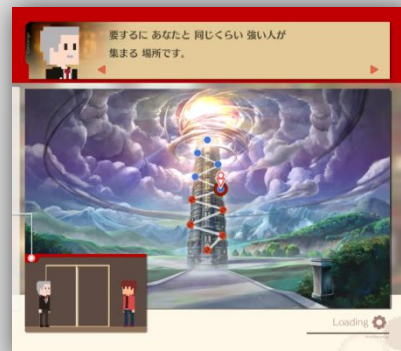 要するに あなたと 同じくらい 強い人が
集まる 場所です。
Loading